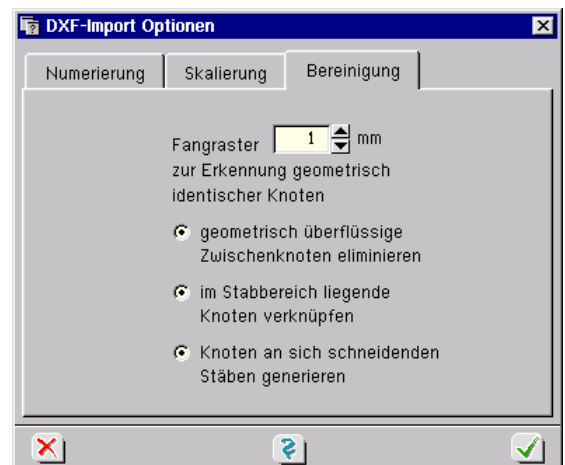 DXF-Import Optionen
Numerierung Skalierung Bereinigung
Fangraster 1 mm
zur Erkennung geometrisch
identischer Knoten
geometrisch überflüssige
Zwischenknoten eliminieren
im Stabbereich liegende
Knoten verknüpfen
Knoten an sich schneidenden
Stäben generieren